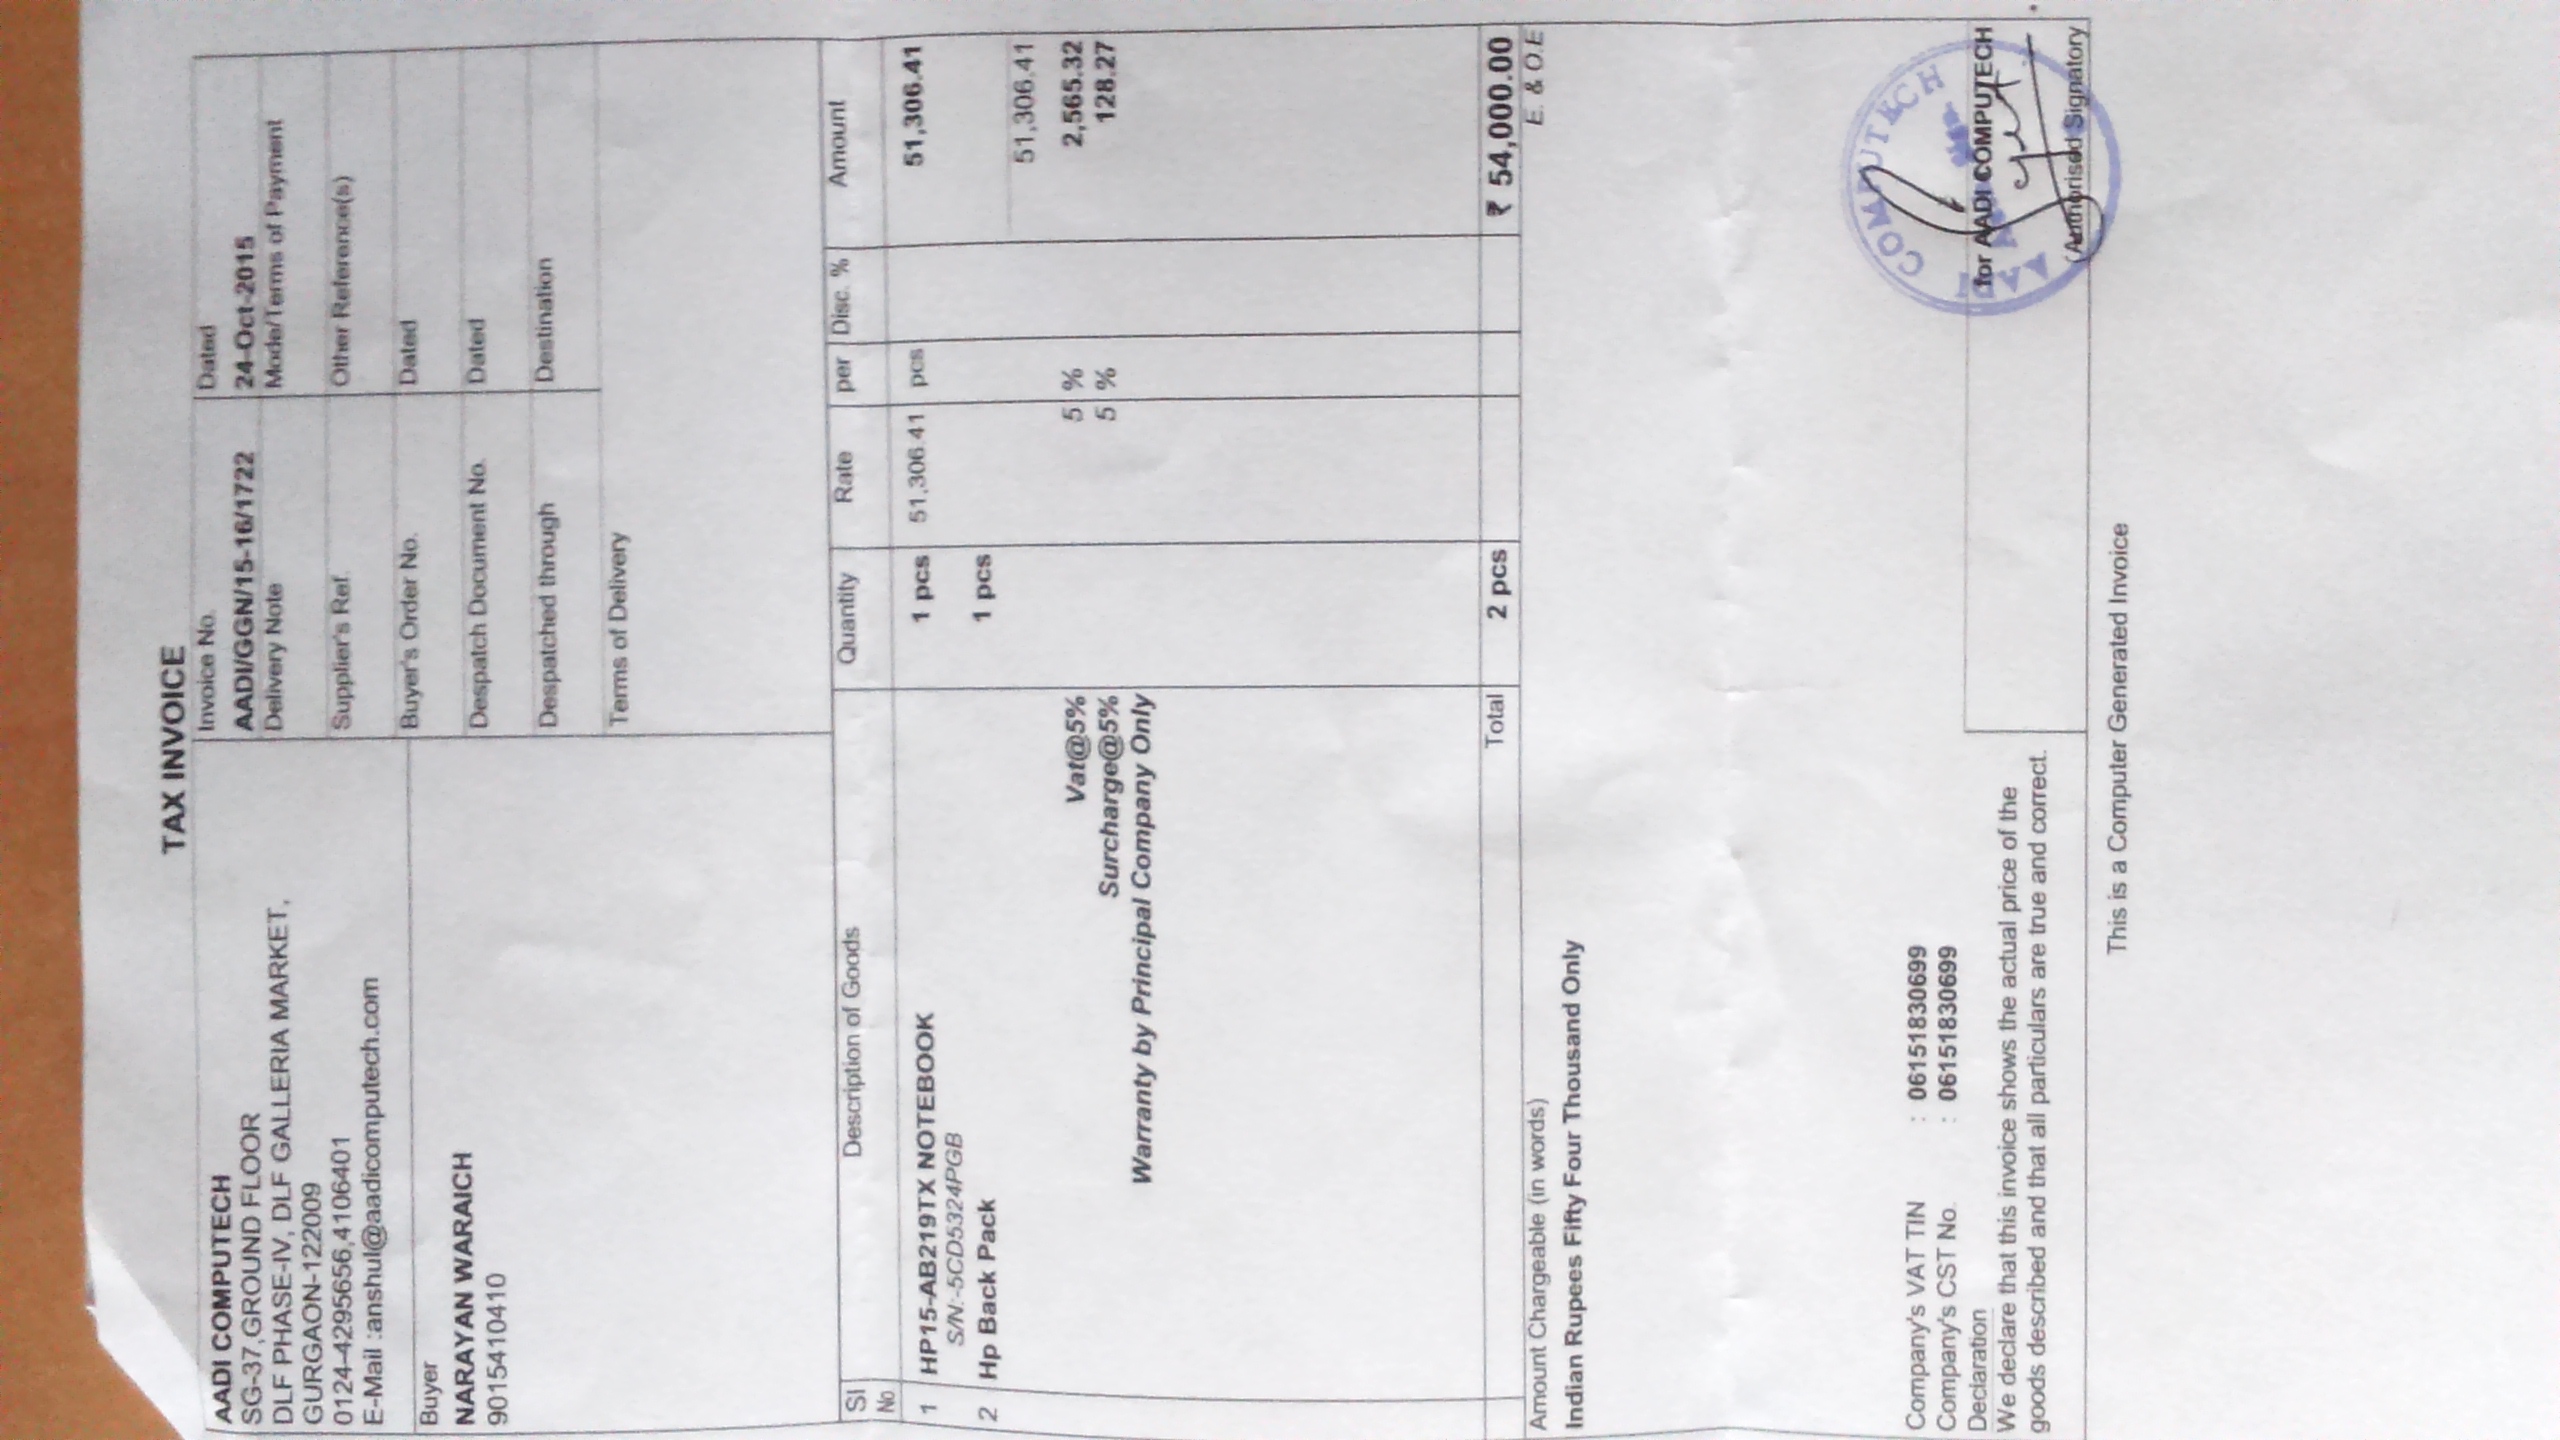 TAX INVOICE
AADI COMPUTECH
SG-37,GROUND FLOOR
DLF PHASE-IV, DLF GALLERIA MARKET,
GURGAON-122009
0124-4295656,4106401
E-Mail :anshul@aadicomputech.com
Buyer
NARAYAN WARAICH
9015410410
Invoice No. Dated
AADI/GGN/15-16/1722 24-Oct-2015
Delivery Note Mode/Terms of Payment
Supplier's Ref. Other Reference(s)
Buyer's Order No. Dated
Despatch Document No. Dated
Despatched through Destination
Terms of Delivery
Sl No Description of Goods Quantity Rate per Disc. % Amount
1 HP15-AB219TX NOTEBOOK 1 pcs 51,306.41 pcs 51,306.41
S/N:-5CD5324PGB
2 Hp Back Pack 1 pcs
51,306.41
Vat@5% 5 % 2,565.32
Surcharge@5% 5 % 128.27
Warranty by Principal Company Only
Total 2 pcs ₹ 54,000.00
Amount Chargeable (in words) E. & O.E
Indian Rupees Fifty Four Thousand Only
Company's VAT TIN : 06151830699
Company's CST No. : 06151830699
Declaration
We declare that this invoice shows the actual price of the
goods described and that all particulars are true and correct.
for AADI COMPUTECH
(Authorised Signatory
AADI COMPUTECH
This is a Computer Generated Invoice